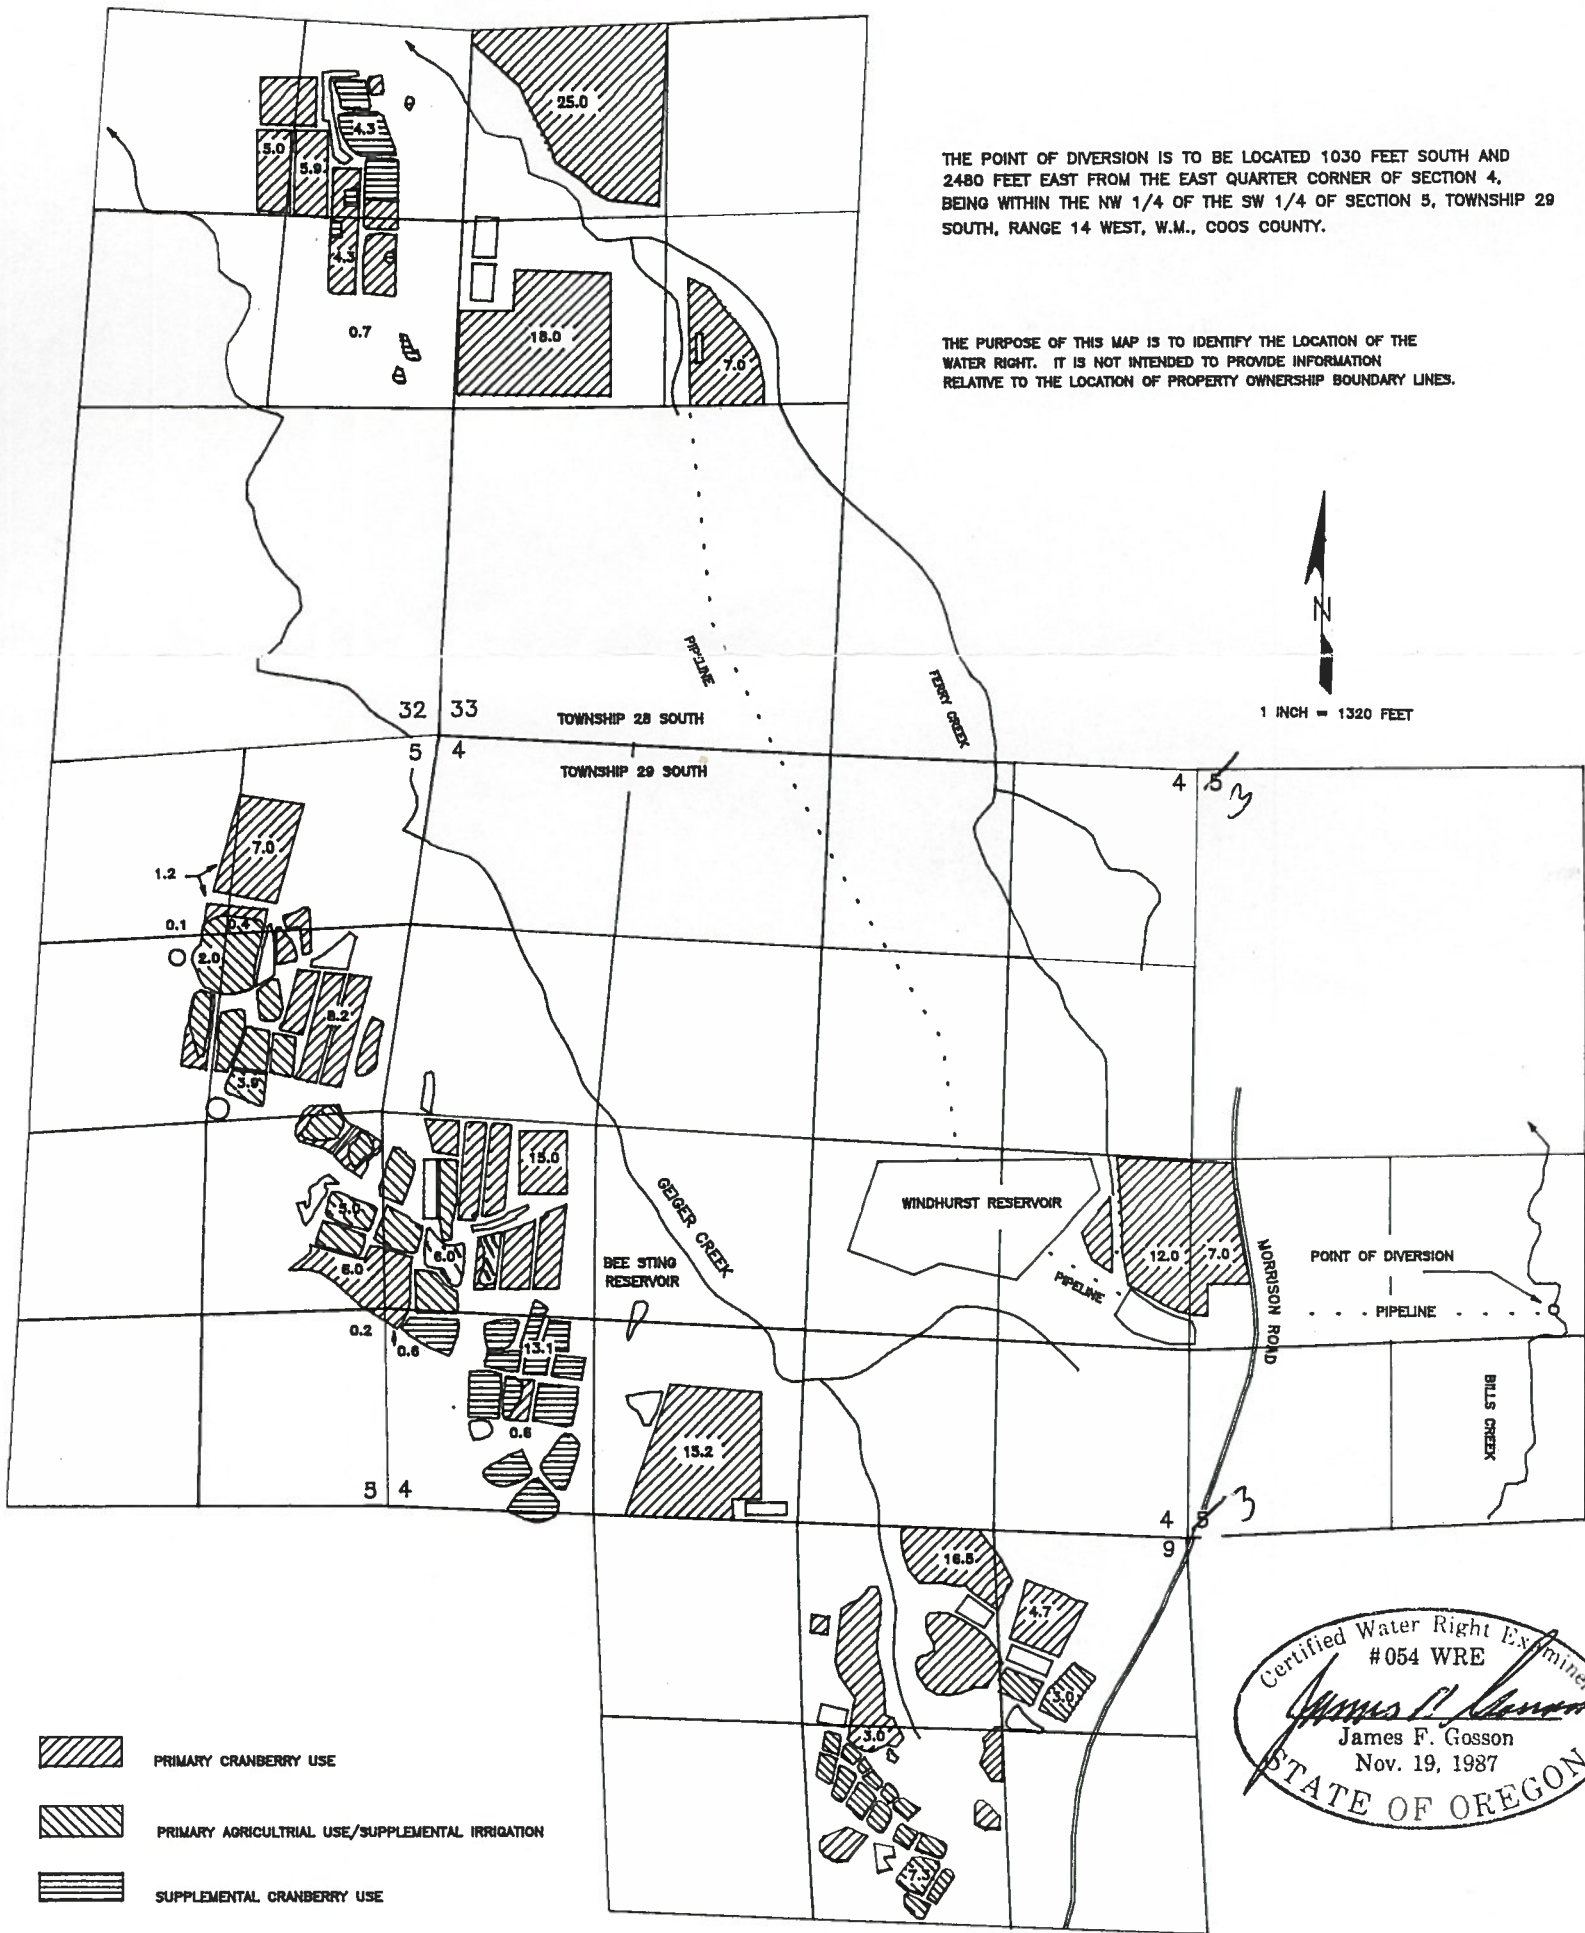 25.0
4.3
5.0
5.9
THE POINT OF DIVERSION IS TO BE LOCATED 1030 FEET SOUTH AND
2480 FEET EAST FROM THE EAST QUARTER CORNER OF SECTION 4,
BEING WITHIN THE NW 1/4 OF THE SW 1/4 OF SECTION 5, TOWNSHIP 29
SOUTH, RANGE 14 WEST, W.M., COOS COUNTY.
4.3
0.7
18.0
7.0
THE PURPOSE OF THIS MAP IS TO IDENTIFY THE LOCATION OF THE
WATER RIGHT. IT IS NOT INTENDED TO PROVIDE INFORMATION
RELATIVE TO THE LOCATION OF PROPERTY OWNERSHIP BOUNDARY LINES.
N
1 INCH = 1320 FEET
PIPELINE
FERRY CREEK
32 33
TOWNSHIP 28 SOUTH
5 4
TOWNSHIP 29 SOUTH
4 5 3
7.0
1.2
0.1
0.4
2.0
8.2
3.9
15.0
5.0
6.0
6.0
GEIGER CREEK
BEE STING
RESERVOIR
WINDHURST RESERVOIR
12.0
7.0
PIPELINE
MORRISON ROAD
POINT OF DIVERSION
PIPELINE
BILLS CREEK
0.2
0.6
13.1
0.6
15.2
5 4
4 5 3
9
16.5
4.7
3.0
3.0
7.3
PRIMARY CRANBERRY USE
PRIMARY AGRICULTRIAL USE/SUPPLEMENTAL IRRIGATION
SUPPLEMENTAL CRANBERRY USE
Certified Water Right Examiner
#054 WRE
James F. Gosson
Nov. 19, 1987
STATE OF OREGON